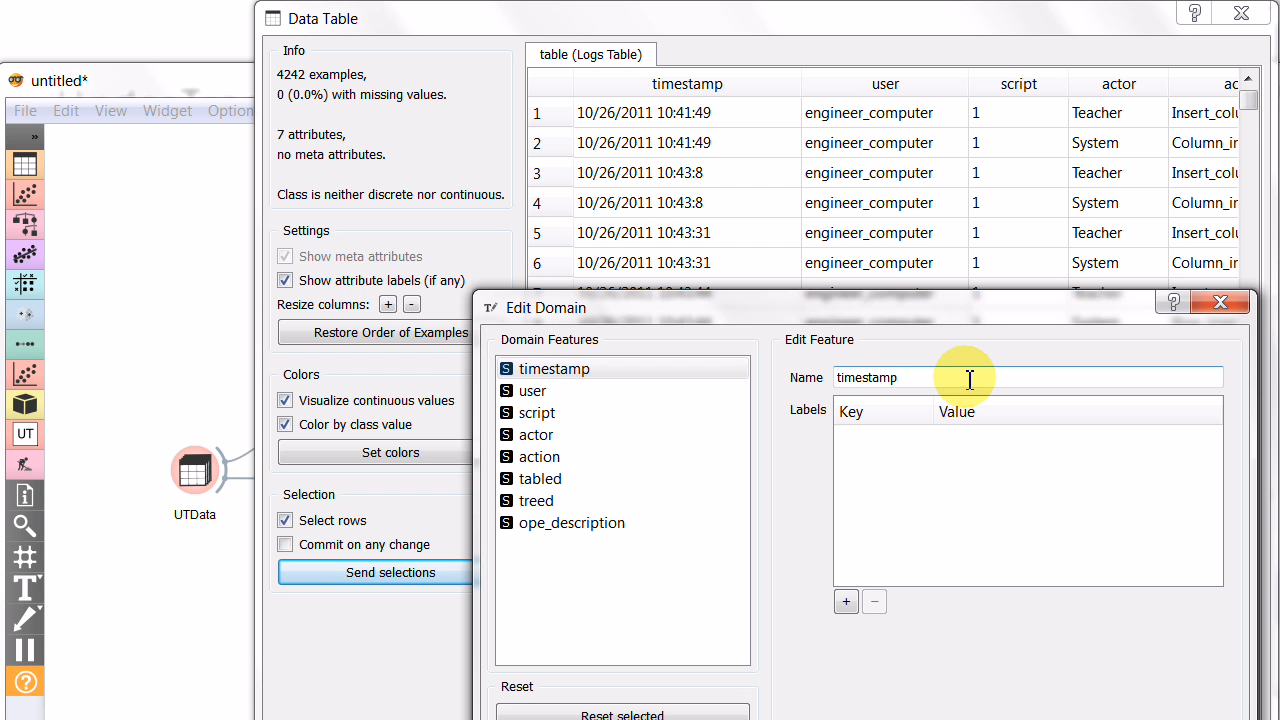 Data Table
untitled*
File Edit View Widget Option
»
UT
UTData
Info
4242 examples,
0 (0.0%) with missing values.
7 attributes,
no meta attributes.
Class is neither discrete nor continuous.
Settings
Show meta attributes
Show attribute labels (if any)
Resize columns: + -
Restore Order of Examples
Colors
Visualize continuous values
Color by class value
Set colors
Selection
Select rows
Commit on any change
Send selections
table (Logs Table)
timestamp user script actor ac
1 10/26/2011 10:41:49 engineer_computer 1 Teacher Insert_colu
2 10/26/2011 10:41:49 engineer_computer 1 System Column_in
3 10/26/2011 10:43:8 engineer_computer 1 Teacher Insert_colu
4 10/26/2011 10:43:8 engineer_computer 1 System Column_in
5 10/26/2011 10:43:31 engineer_computer 1 Teacher Insert_colu
6 10/26/2011 10:43:31 engineer_computer 1 System Column_in
Edit Domain
Domain Features
S timestamp
S user
S script
S actor
S action
S tabled
S treed
S ope_description
Reset
Reset selected
Edit Feature
Name timestamp
Labels Key Value
+ −